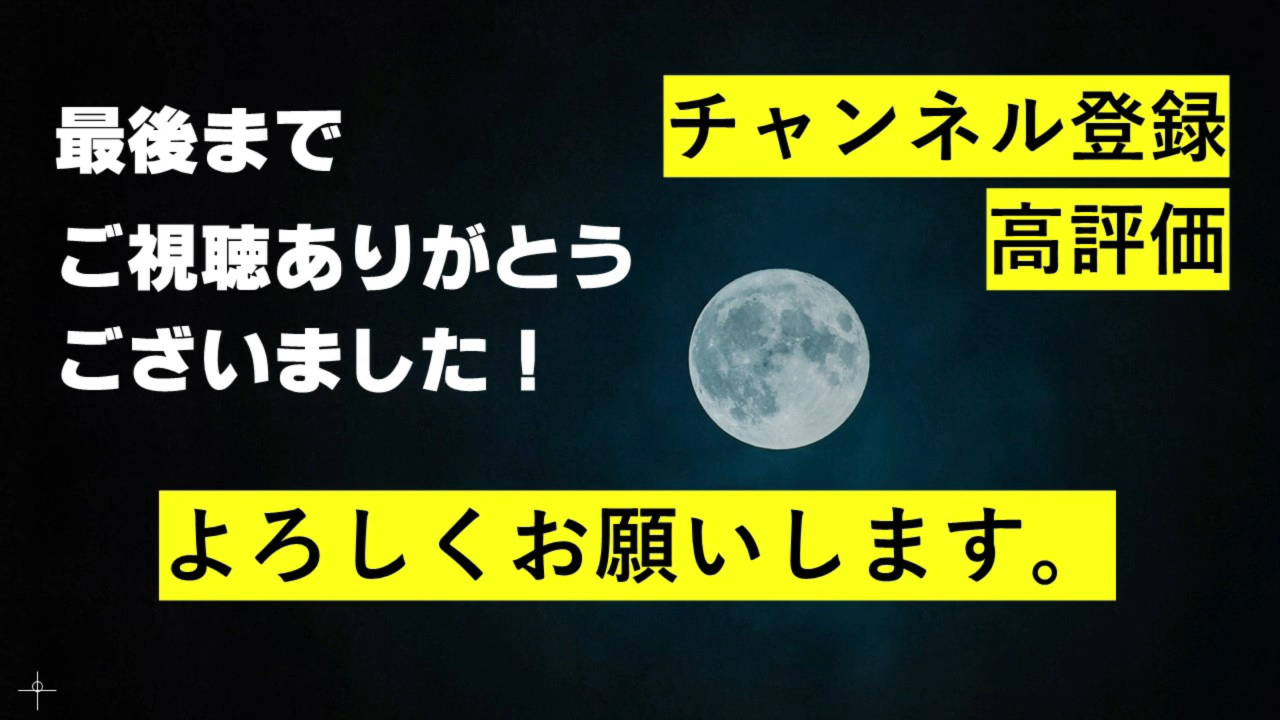 最後まで
ご視聴ありがとう
ございました！
チャンネル登録
高評価
よろしくお願いします。